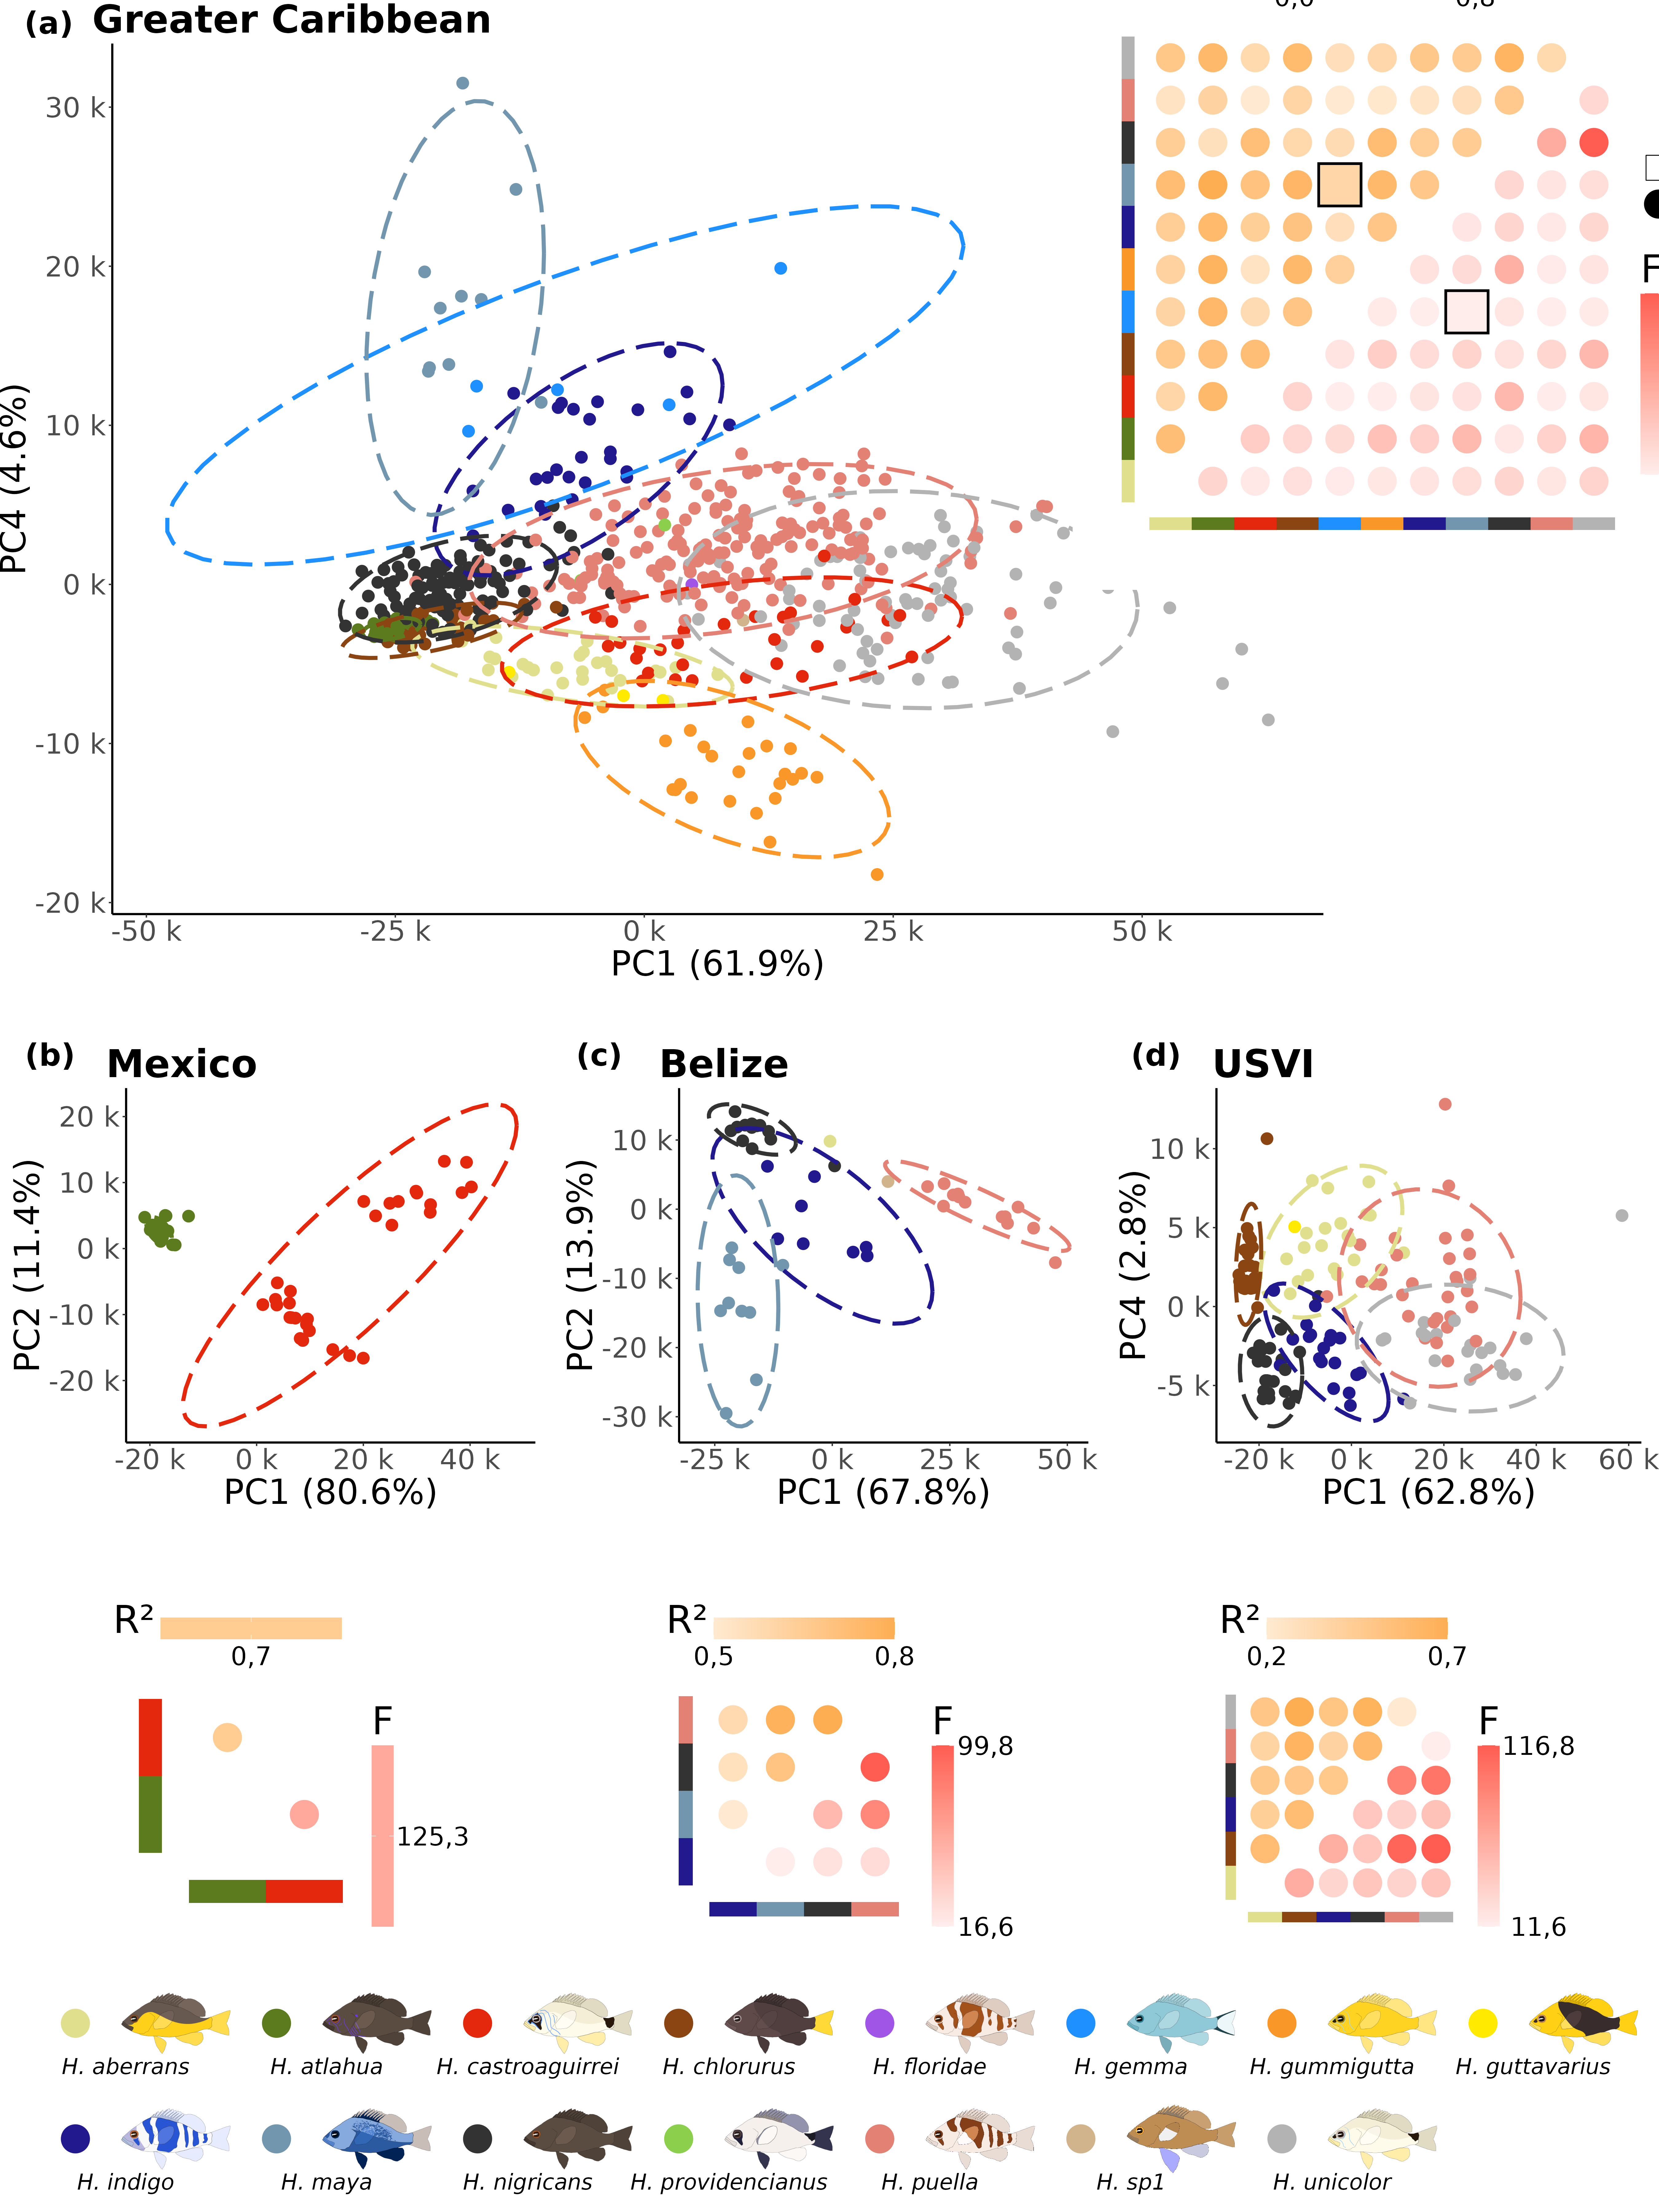 (a) Greater Caribbean
0,0 0,8
30 k
20 k
10 k
0 k
-10 k
-20 k
PC4 (4.6%)
-50 k -25 k 0 k 25 k 50 k
PC1 (61.9%)
F
(b) Mexico
20 k
10 k
0 k
-10 k
-20 k
PC2 (11.4%)
-20 k 0 k 20 k 40 k
PC1 (80.6%)
(c) Belize
10 k
0 k
-10 k
-20 k
-30 k
PC2 (13.9%)
-25 k 0 k 25 k 50 k
PC1 (67.8%)
(d) USVI
10 k
5 k
0 k
-5 k
PC4 (2.8%)
-20 k 0 k 20 k 40 k 60 k
PC1 (62.8%)
R²
0,7
F
125,3
R²
0,5 0,8
F
99,8
16,6
R²
0,2 0,7
F
116,8
11,6
H. aberrans H. atlahua H. castroaguirrei H. chlorurus H. floridae H. gemma H. gummigutta H. guttavarius
H. indigo H. maya H. nigricans H. providencianus H. puella H. sp1 H. unicolor